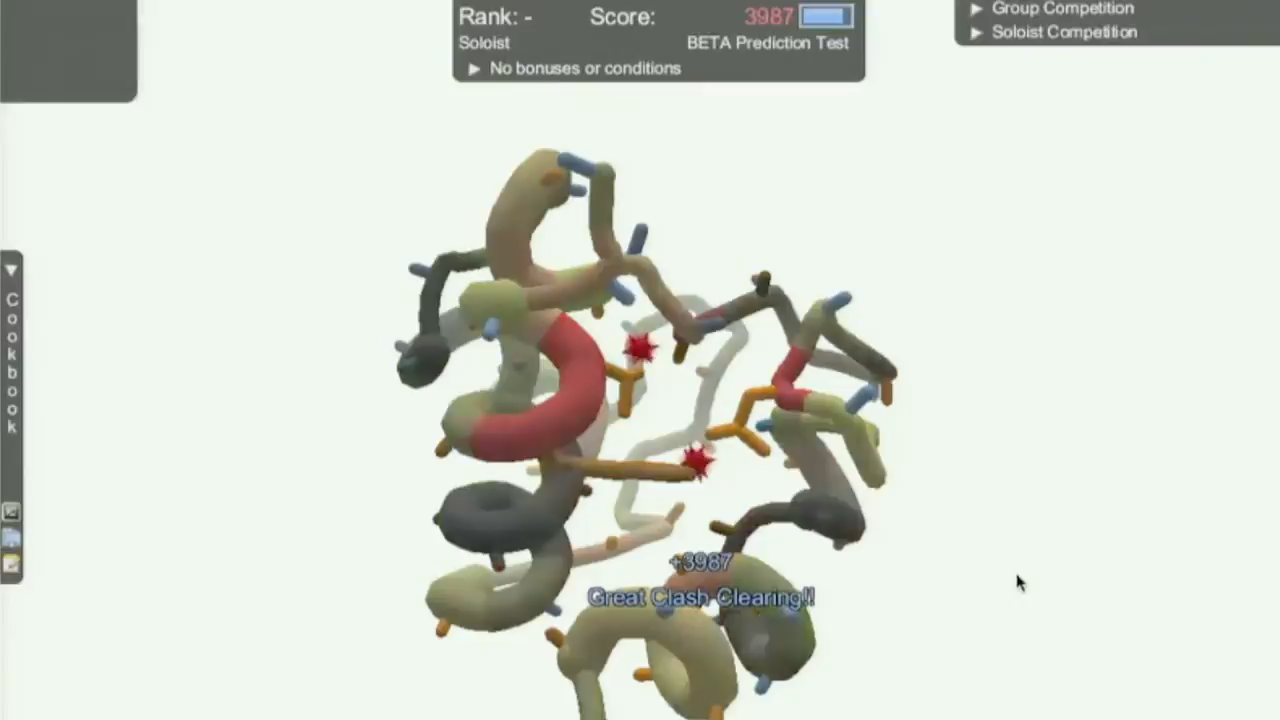 Rank: - Score: 3987
Soloist BETA Prediction Test
No bonuses or conditions
Group Competition
Soloist Competition
Cookbook
+3987
Great Clash Clearing!!